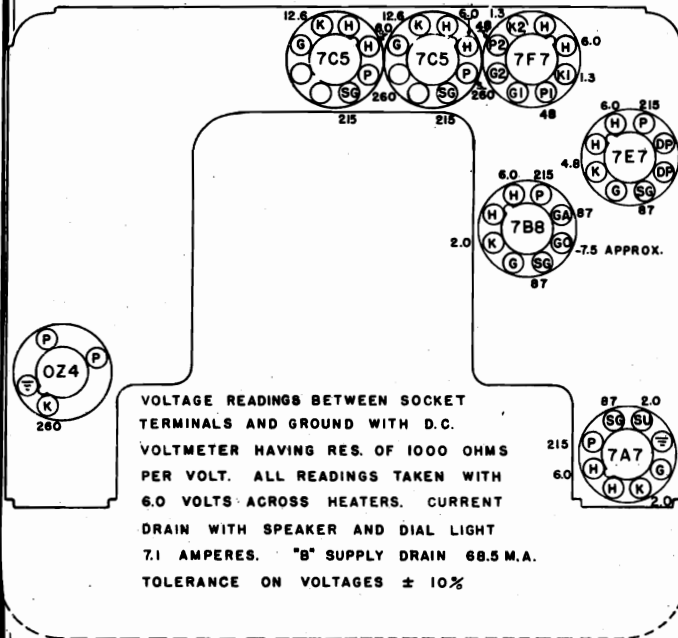 12.6 K H 6.0
G 7C5 H
P
SG 260
215
12.6 K H 6.0
G 7C5 H
P
SG 260
215
48 1.3 K2 H
P2 7F7 H 6.0
G2 K1 1.3
G1 P1
48
6.0 215
H P
H 7E7 DP
4.8 K DP
G SG
87
6.0 215
H P
H 7B8 GA 87
2.0 K GO -7.5 APPROX.
G SG
87
P
OZ4 P
K
260
87 2.0
SG SU
215 P 7A7
6.0 H G
H K 2.0
VOLTAGE READINGS BETWEEN SOCKET
TERMINALS AND GROUND WITH D.C.
VOLTMETER HAVING RES. OF 1000 OHMS
PER VOLT. ALL READINGS TAKEN WITH
6.0 VOLTS ACROSS HEATERS. CURRENT
DRAIN WITH SPEAKER AND DIAL LIGHT
7.1 AMPERES. "B" SUPPLY DRAIN 68.5 M.A.
TOLERANCE ON VOLTAGES ± 10%